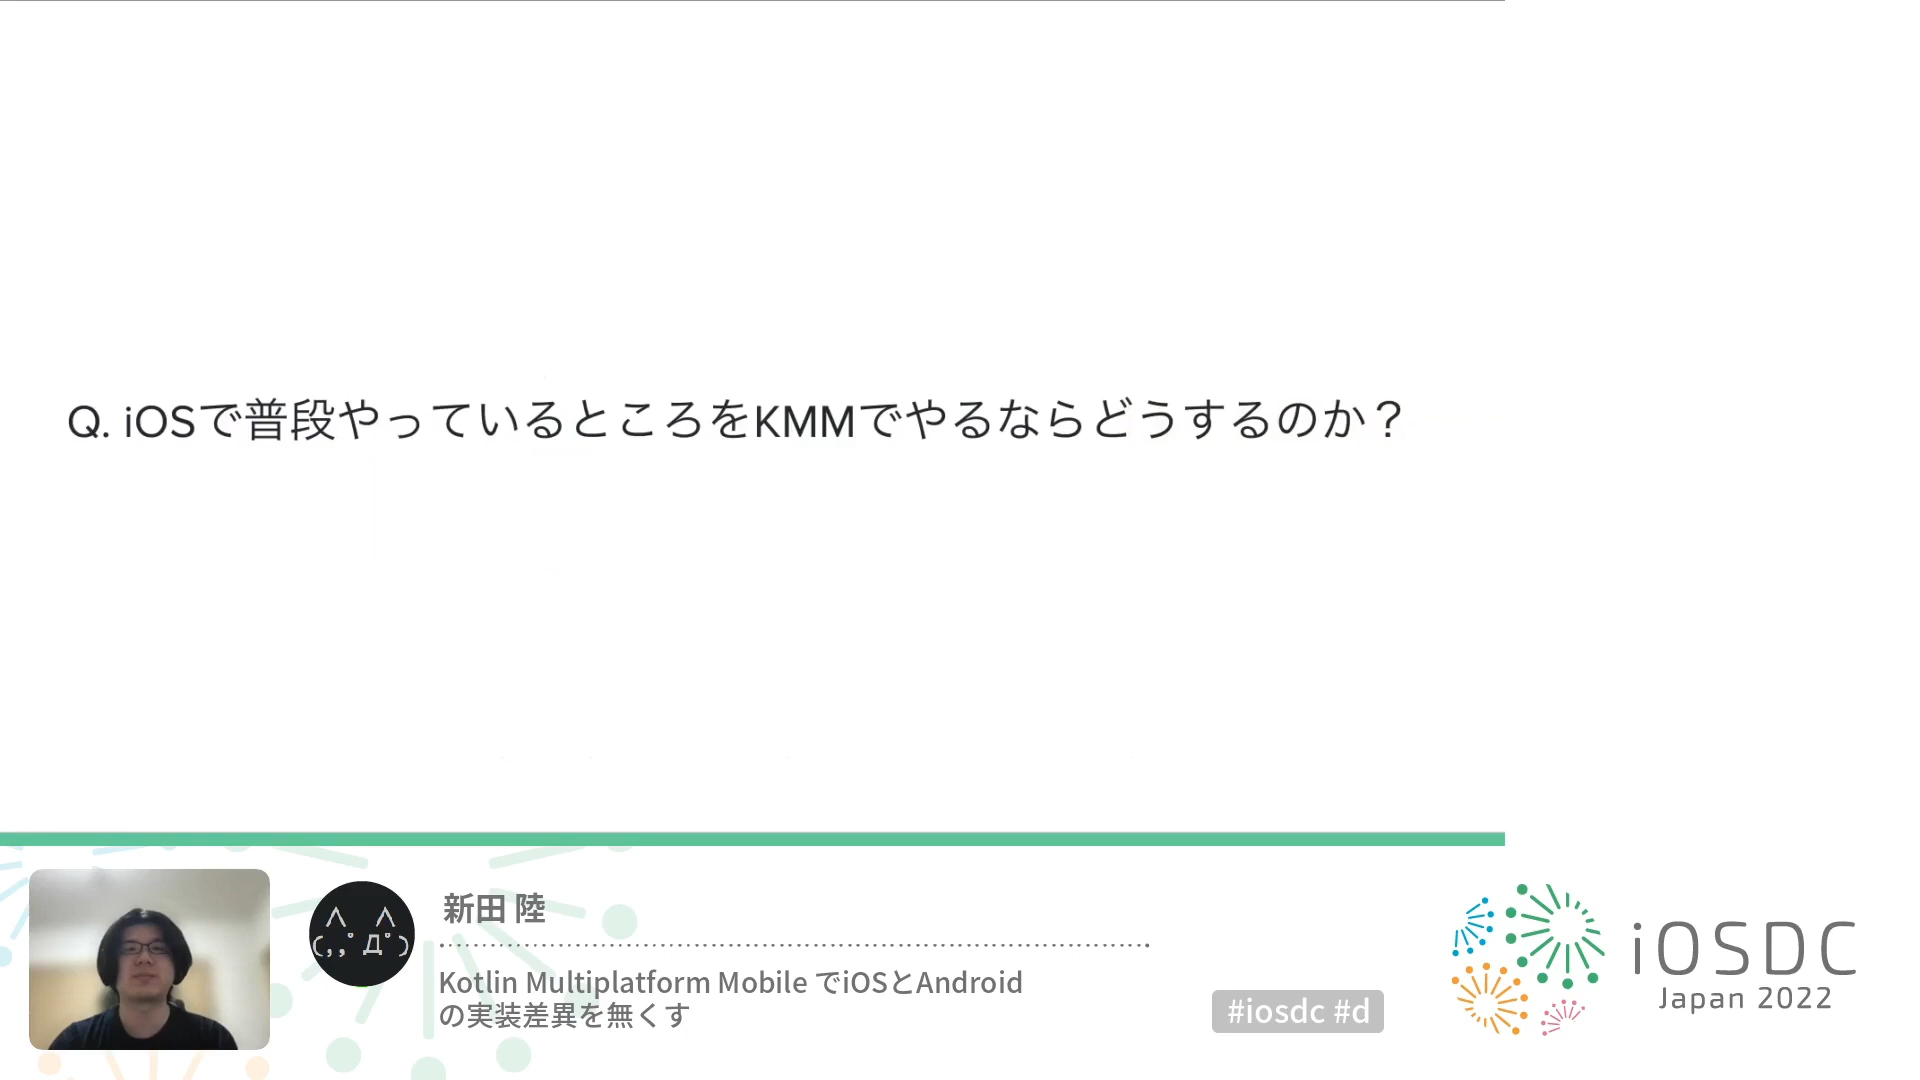 Q. iOSで普段やっているところをKMMでやるならどうするのか？
新田 陸
(,,ﾟДﾟ)
Kotlin Multiplatform Mobile でiOSとAndroid
の実装差異を無くす
#iosdc #d
iOSDC
Japan 2022